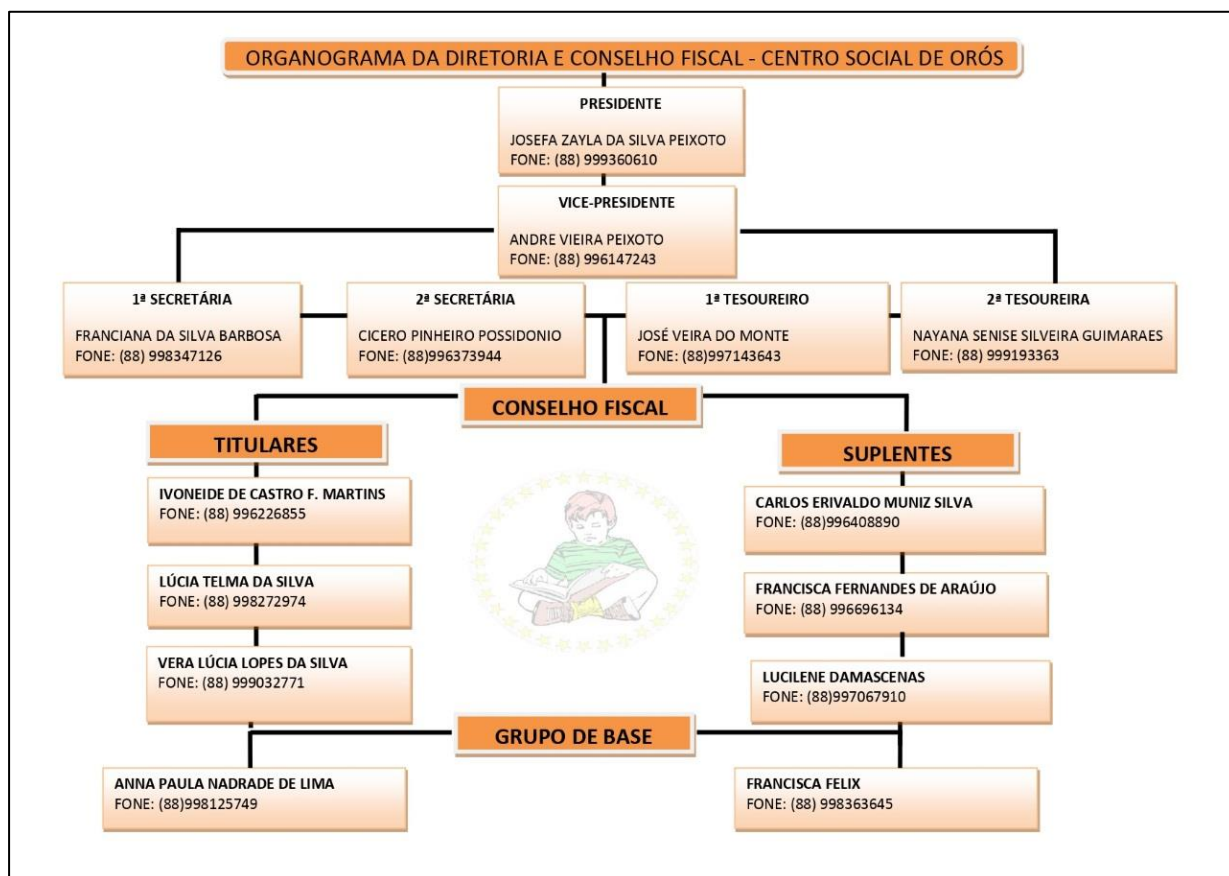 ORGANOGRAMA DA DIRETORIA E CONSELHO FISCAL - CENTRO SOCIAL DE ORÓS
PRESIDENTE
JOSEFA ZAYLA DA SILVA PEIXOTO
FONE: (88) 999360610
VICE-PRESIDENTE
ANDRE VIEIRA PEIXOTO
FONE: (88) 996147243
1ª SECRETÁRIA
FRANCIANA DA SILVA BARBOSA
FONE: (88) 998347126
2ª SECRETÁRIA
CICERO PINHEIRO POSSIDONIO
FONE: (88)996373944
1ª TESOUREIRO
JOSÉ VEIRA DO MONTE
FONE: (88)997143643
2ª TESOUREIRA
NAYANA SENISE SILVEIRA GUIMARAES
FONE: (88) 999193363
CONSELHO FISCAL
TITULARES
IVONEIDE DE CASTRO F. MARTINS
FONE: (88) 996226855
LÚCIA TELMA DA SILVA
FONE: (88) 998272974
VERA LÚCIA LOPES DA SILVA
FONE: (88) 999032771
SUPLENTES
CARLOS ERIVALDO MUNIZ SILVA
FONE: (88)996408890
FRANCISCA FERNANDES DE ARAÚJO
FONE: (88) 996696134
LUCILENE DAMASCENAS
FONE: (88)997067910
GRUPO DE BASE
ANNA PAULA NADRADE DE LIMA
FONE: (88)998125749
FRANCISCA FELIX
FONE: (88) 998363645